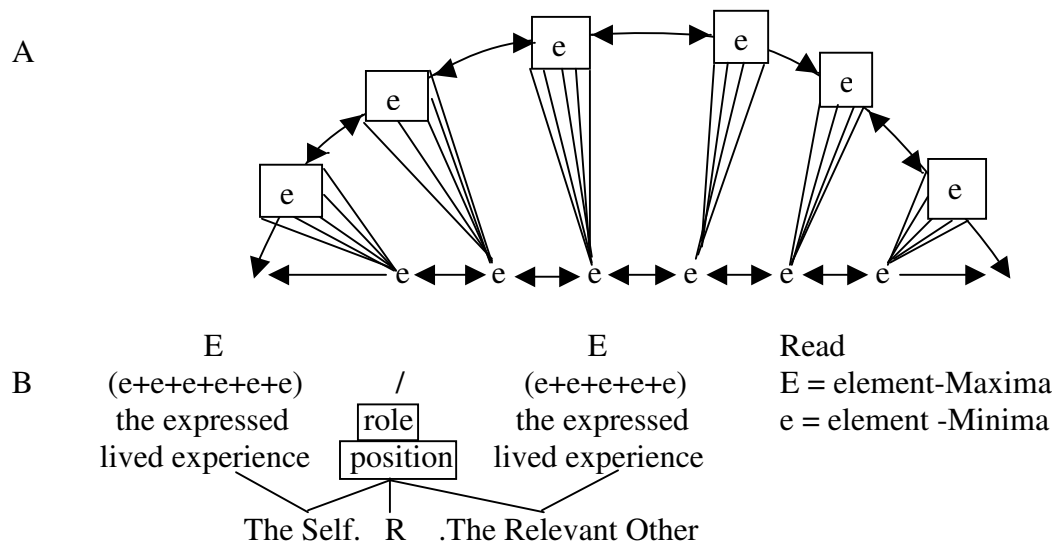 A
e e e e e e
e e e e e e
E E Read
B (e+e+e+e+e+e) / (e+e+e+e+e) E = element-Maxima
the expressed role the expressed e = element -Minima
lived experience position lived experience
The Self. R .The Relevant Other